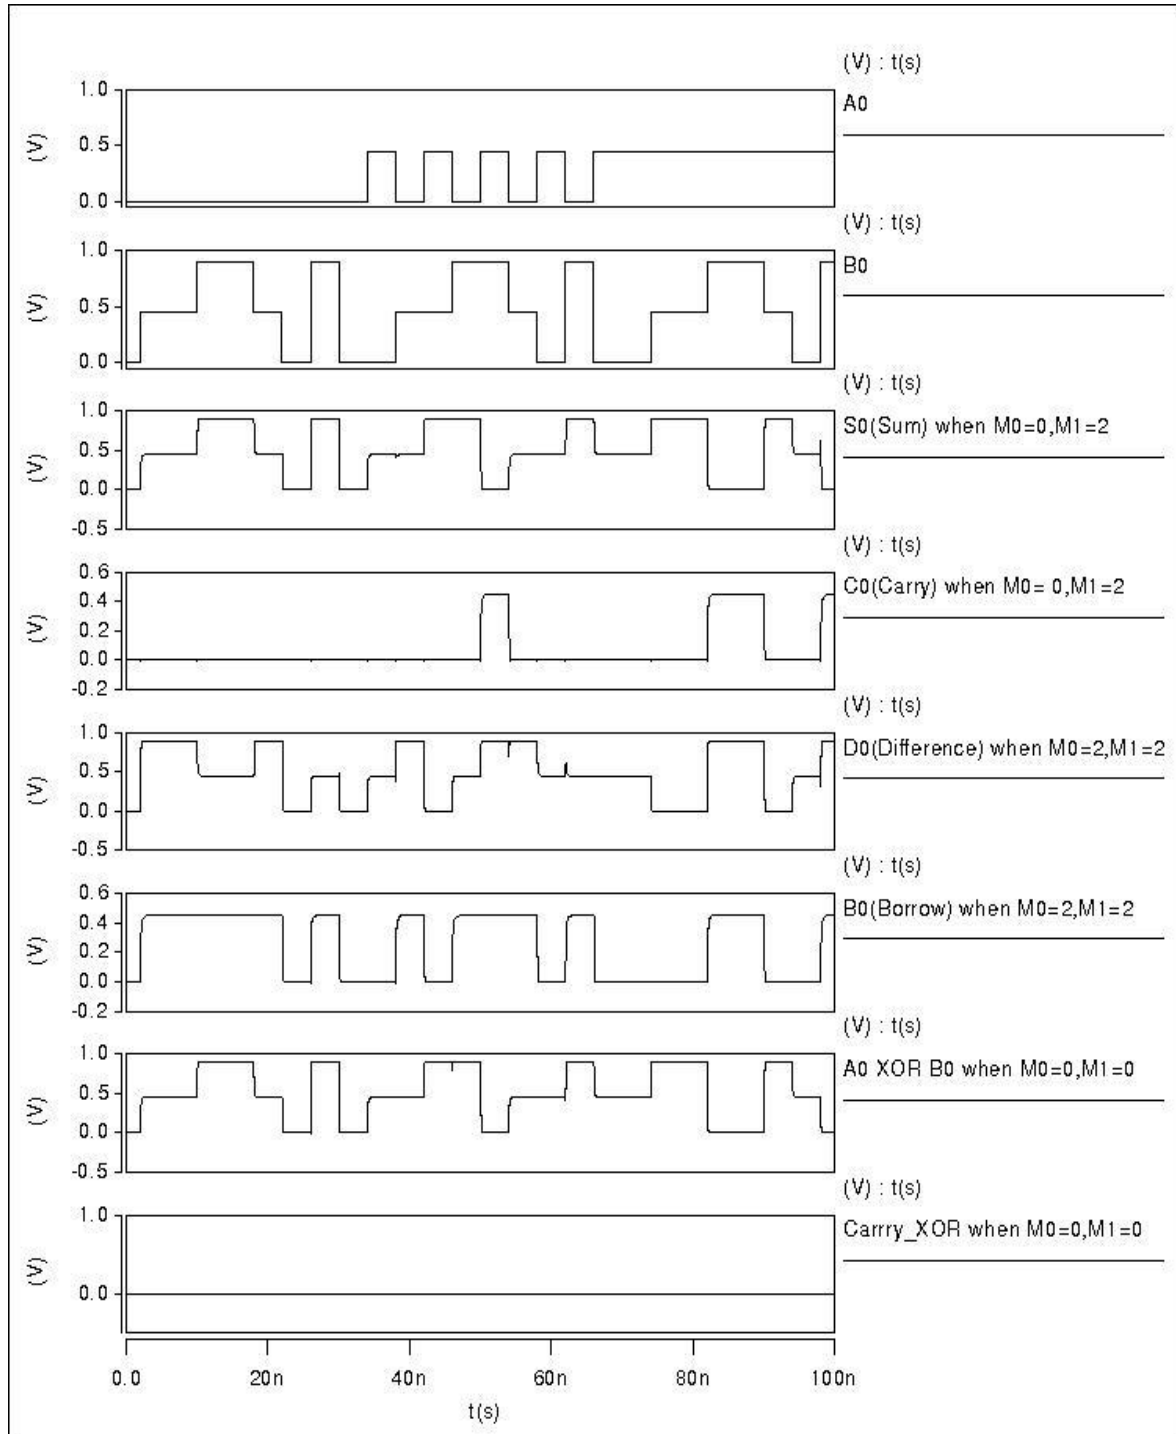 (V) : t(s)
1.0
A0
(V)
0.5
0.0
(V) : t(s)
1.0
B0
(V)
0.5
0.0
(V) : t(s)
1.0
S0(Sum) when M0=0,M1=2
(V)
0.5
0.0
-0.5
(V) : t(s)
0.6
C0(Carry) when M0= 0,M1=2
0.4
(V)
0.2
0.0
-0.2
(V) : t(s)
1.0
D0(Difference) when M0=2,M1=2
(V)
0.5
0.0
-0.5
(V) : t(s)
0.6
B0(Borrow) when M0=2,M1=2
0.4
(V)
0.2
0.0
-0.2
(V) : t(s)
1.0
A0 XOR B0 when M0=0,M1=0
(V)
0.5
0.0
-0.5
(V) : t(s)
1.0
Carrry_XOR when M0=0,M1=0
(V)
0.0
0.0 20n 40n 60n 80n 100n
t(s)